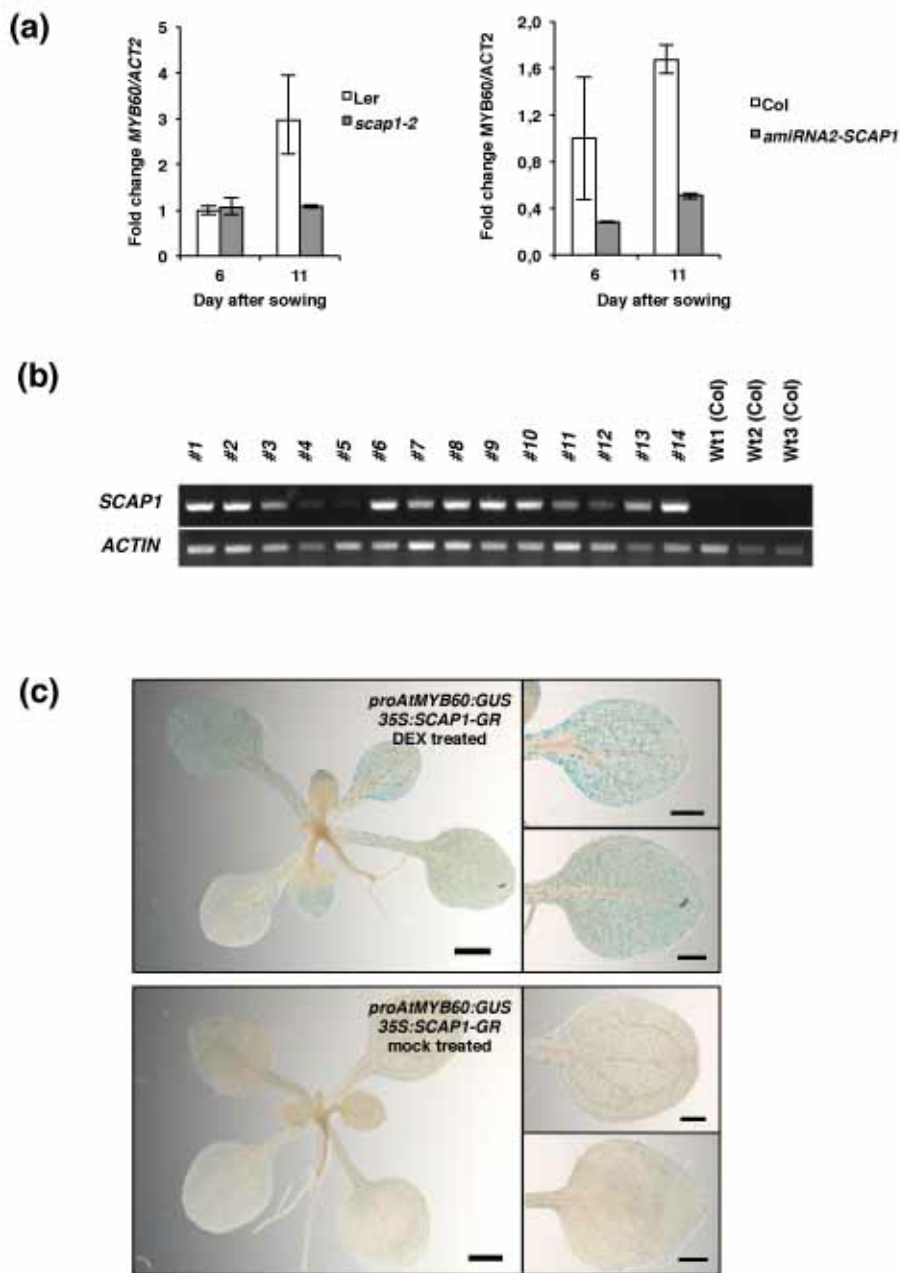 (a)
Fold change MYB60/ACT2
5
4
3
2
1
0
6
11
Day after sowing
Ler
scap1-2
Fold change MYB60/ACT2
2,0
1,6
1,2
0,8
0,4
0,0
6
11
Day after sowing
Col
amiRNA2-SCAP1
(b)
#1 #2 #3 #4 #5 #6 #7 #8 #9 #10 #11 #12 #13 #14 Wt1 (Col) Wt2 (Col) Wt3 (Col)
SCAP1
ACTIN
(c)
proAtMYB60:GUS
35S:SCAP1-GR
DEX treated
proAtMYB60:GUS
35S:SCAP1-GR
mock treated